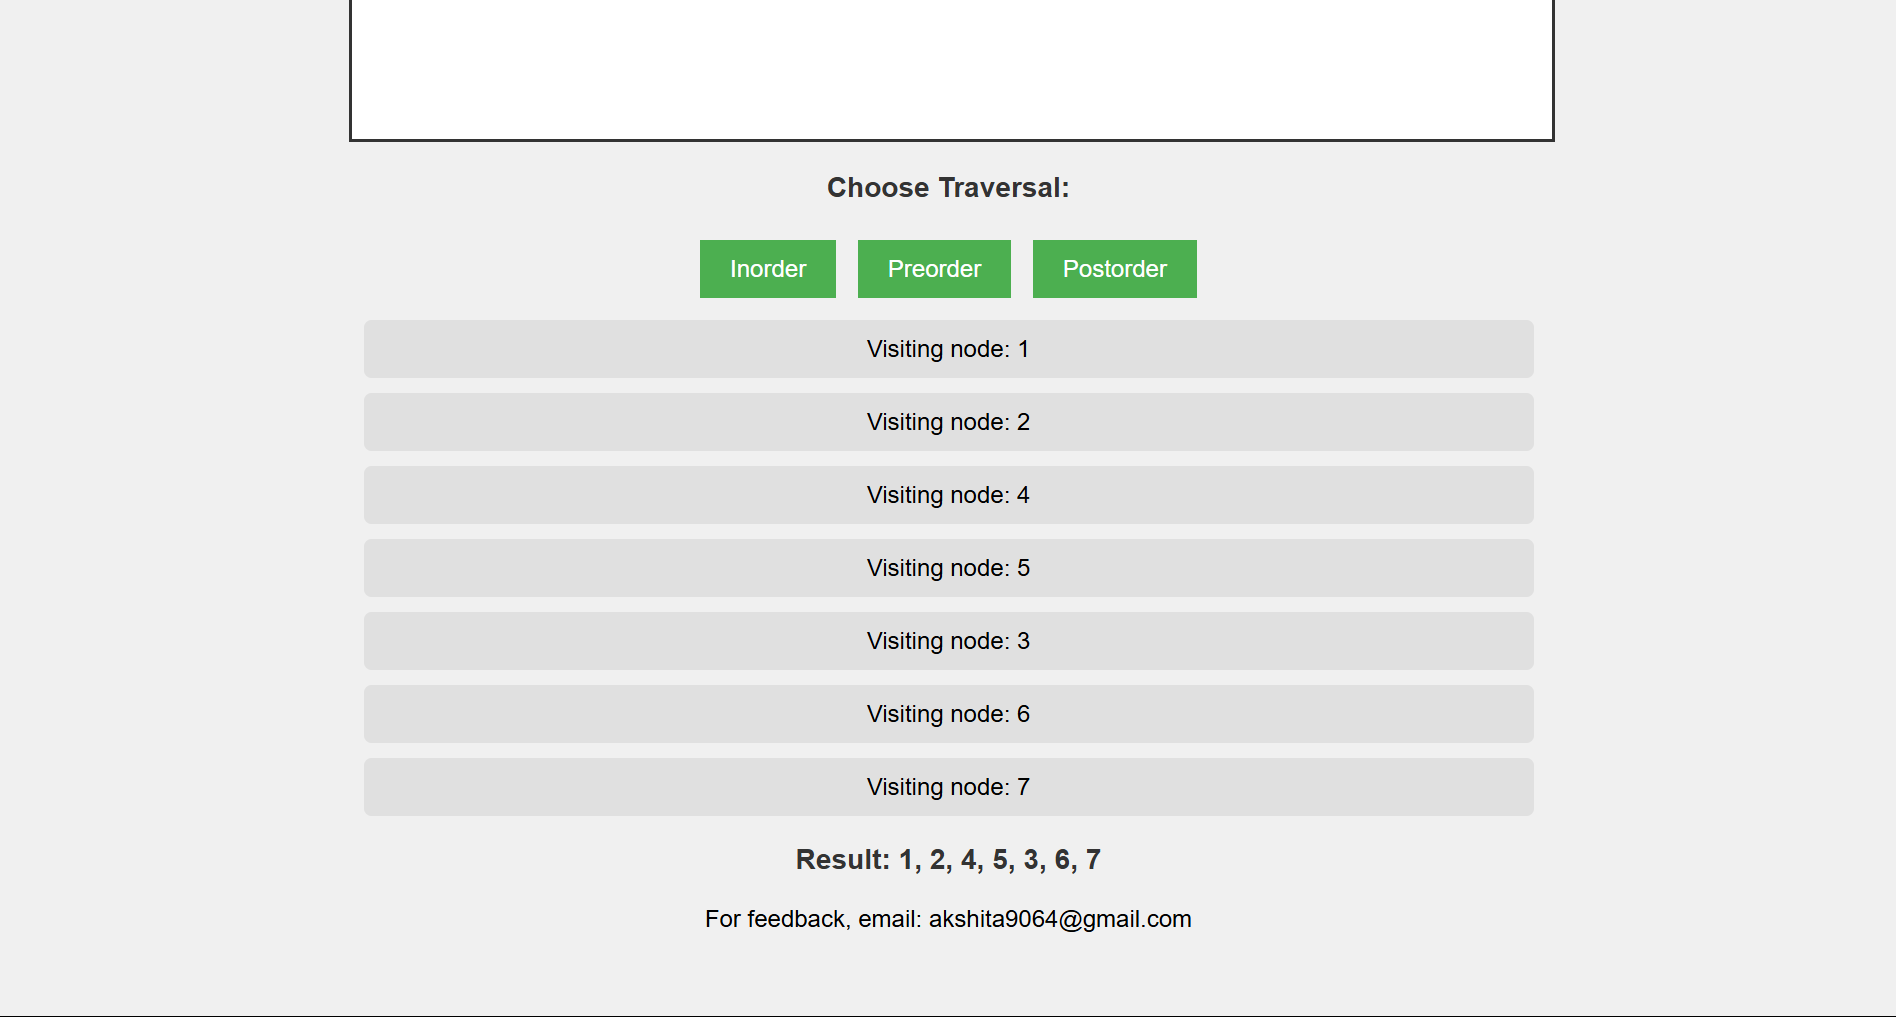 Choose Traversal:
Inorder Preorder Postorder
Visiting node: 1
Visiting node: 2
Visiting node: 4
Visiting node: 5
Visiting node: 3
Visiting node: 6
Visiting node: 7
Result: 1, 2, 4, 5, 3, 6, 7
For feedback, email: akshita9064@gmail.com